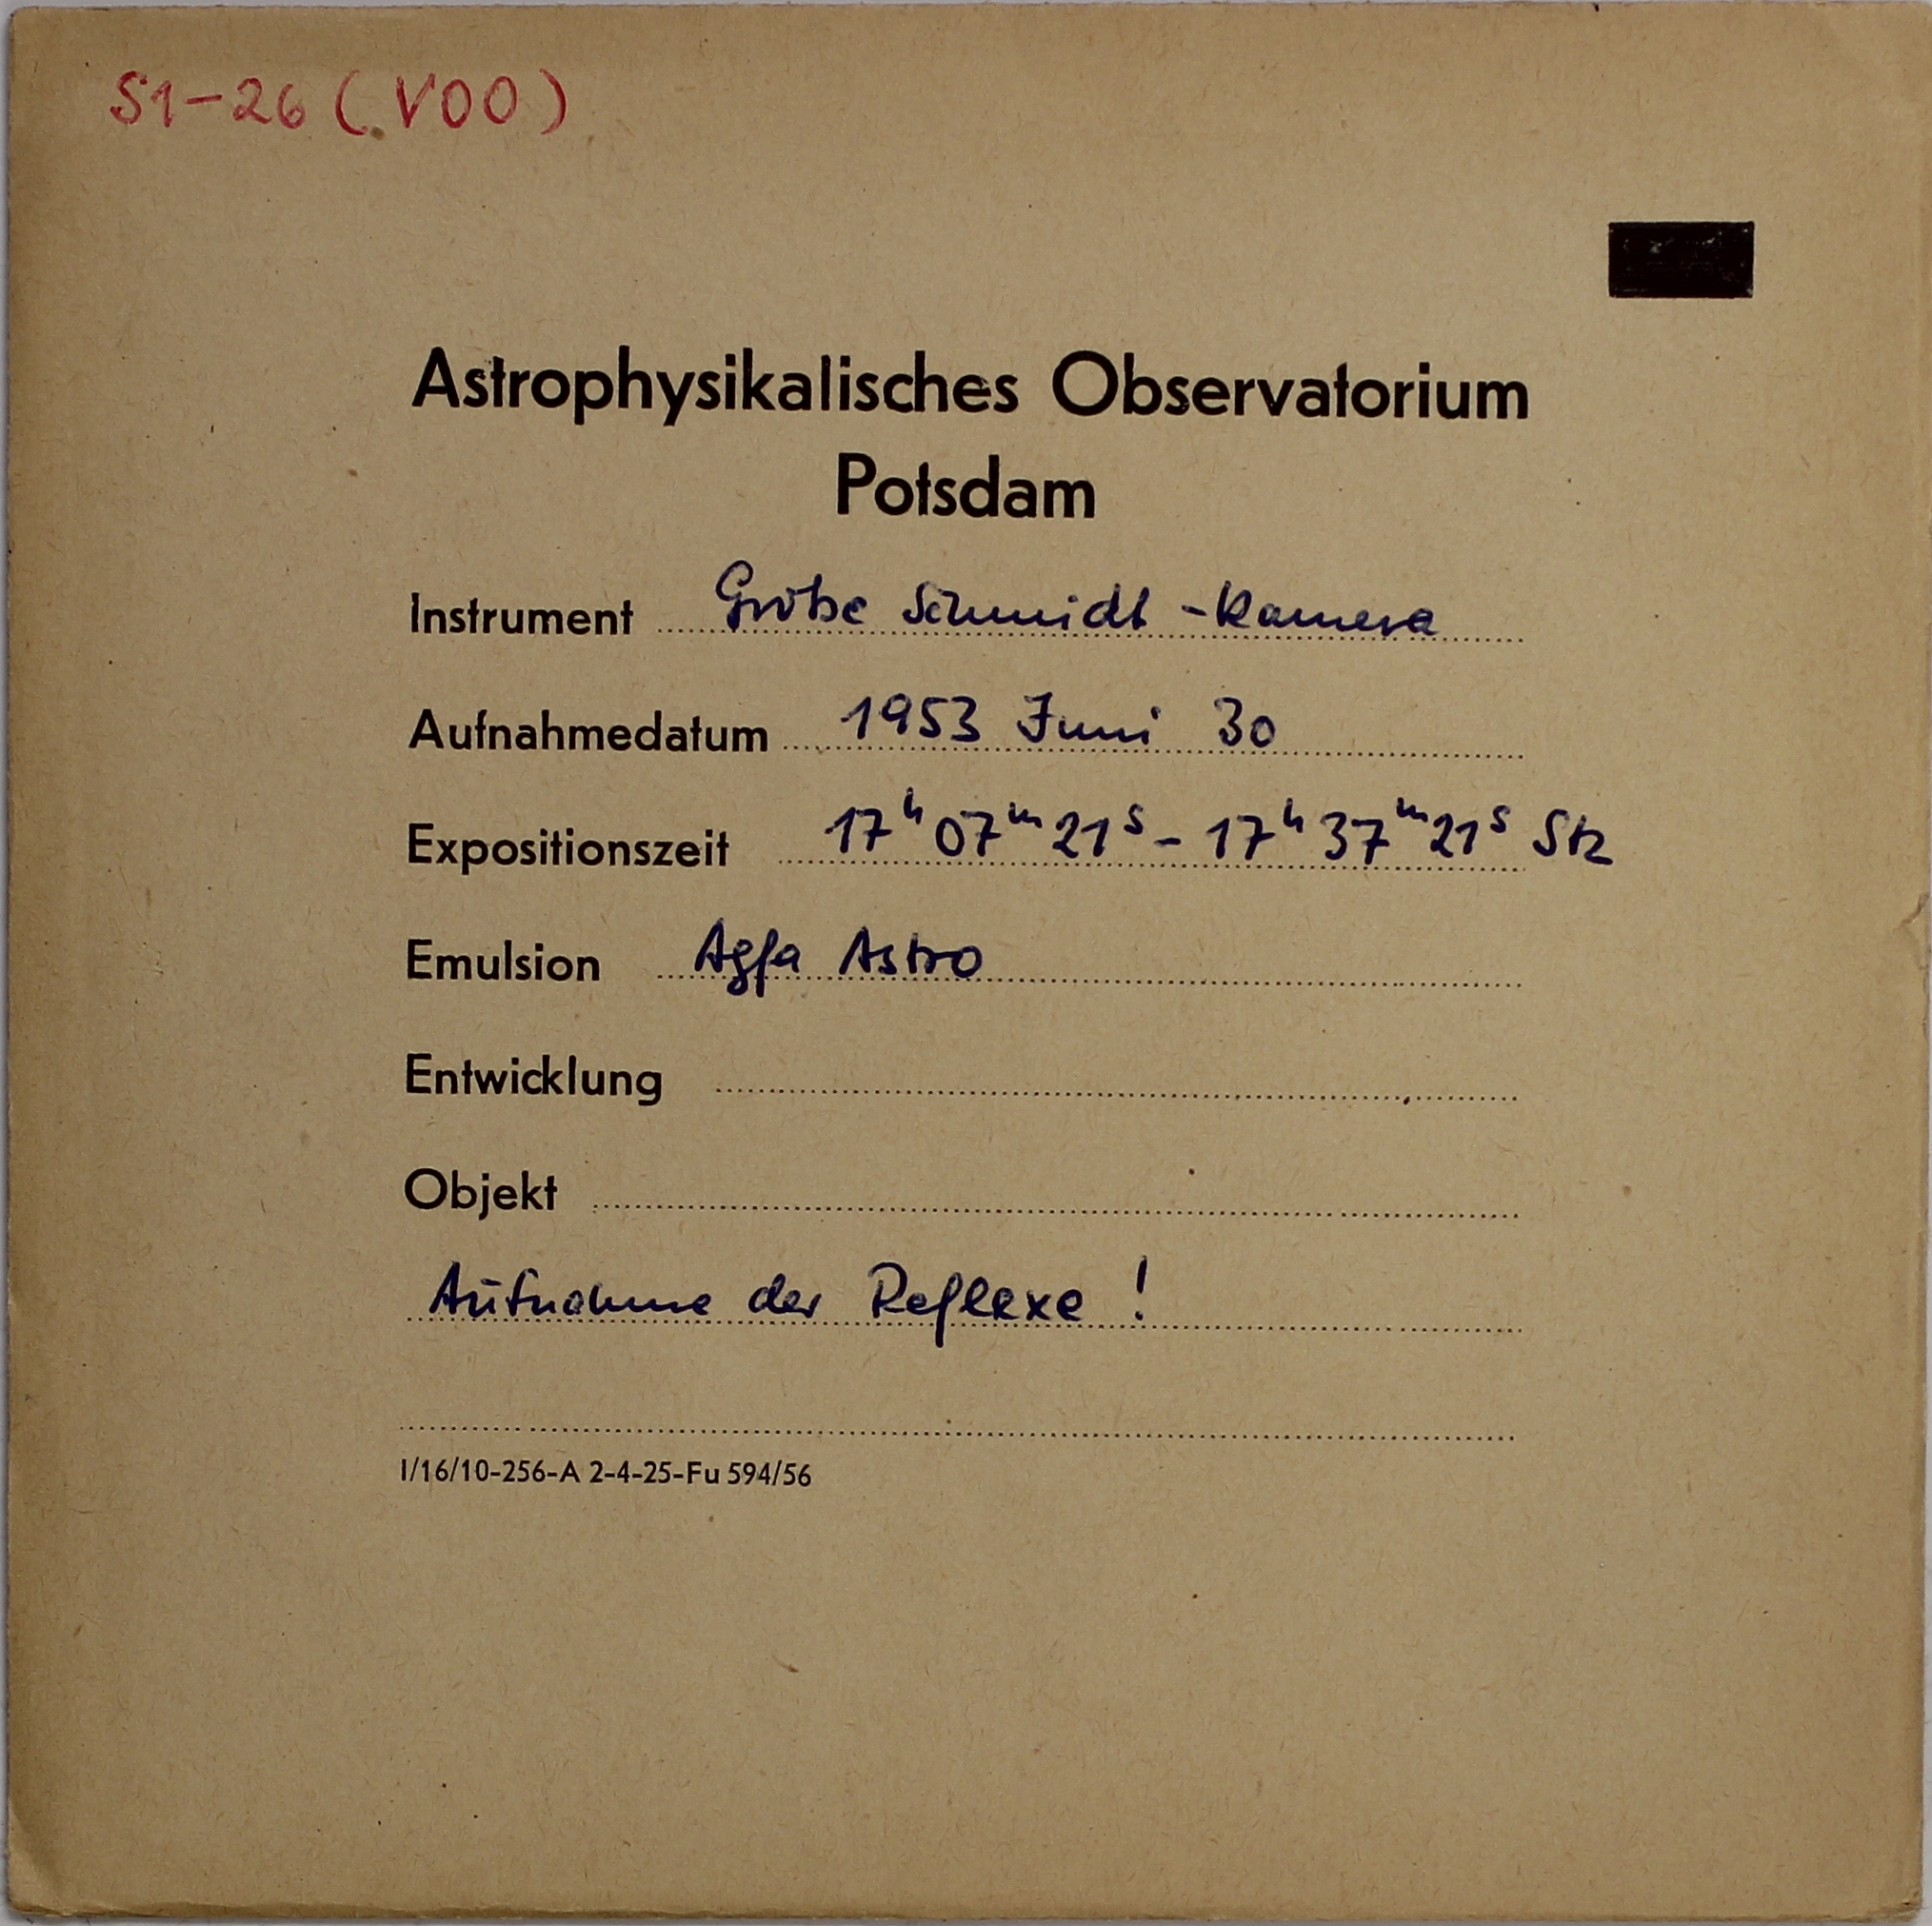 S1-26 (V00)
Astrophysikalisches Observatorium
Potsdam
Instrument Große Schmidt-Kamera
Aufnahmedatum 1953 Juni 30
Expositionszeit 17h 07m 21s - 17h 37m 21s Stz
Emulsion Agfa Astro
Entwicklung
Objekt
Aufnahme der Reflexe!
I/16/10-256-A 2-4-25-Fu 594/56